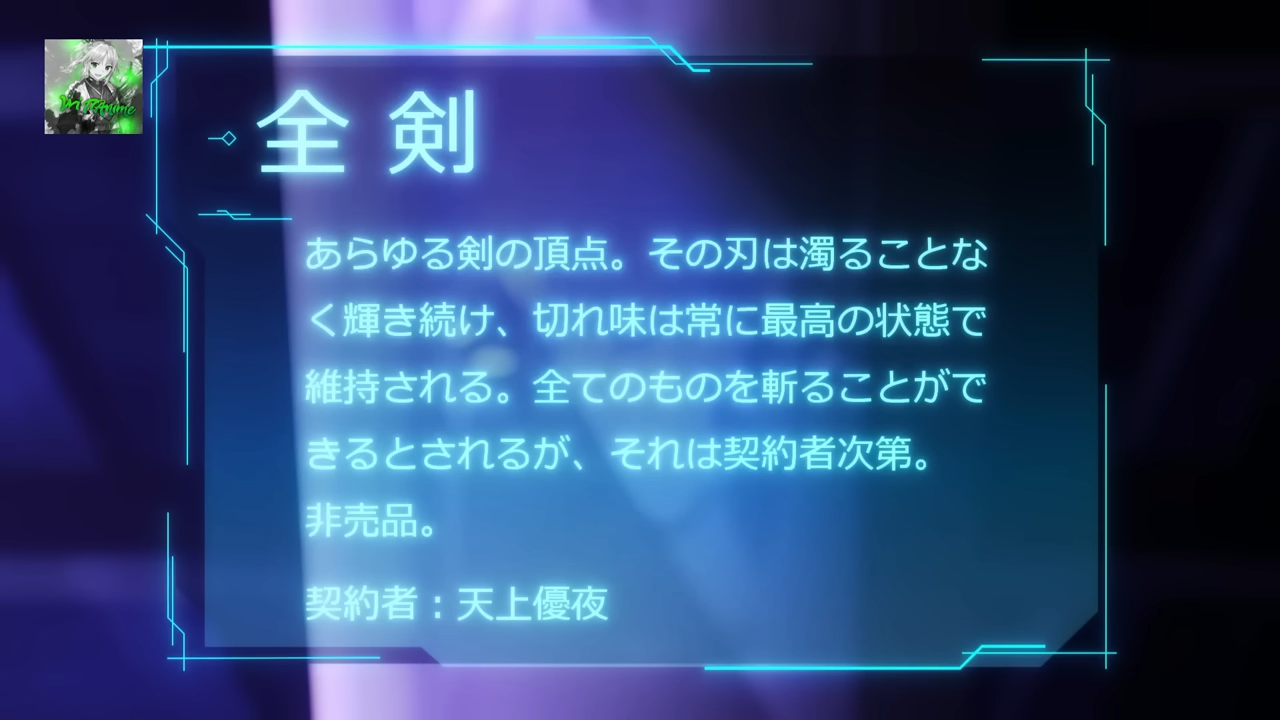 Mr Anime
全剣
あらゆる剣の頂点。その刃は濁ることな
く輝き続け、切れ味は常に最高の状態で
維持される。全てのものを斬ることがで
きるとされるが、それは契約者次第。
非売品。
契約者：天上優夜